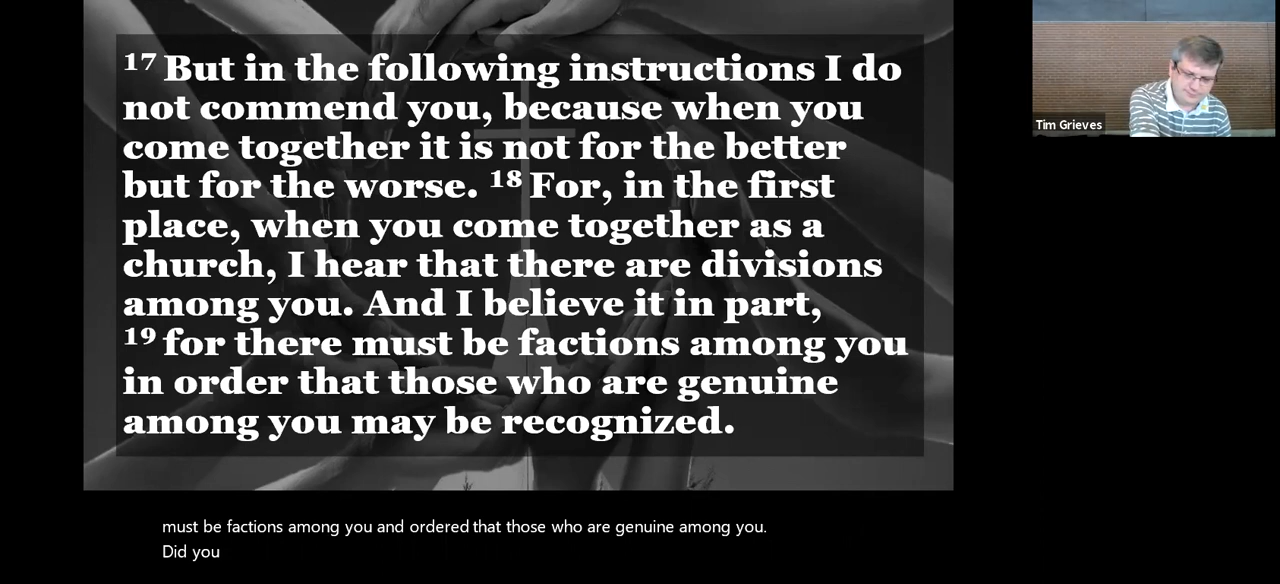 17 But in the following instructions I do
not commend you, because when you
come together it is not for the better
but for the worse. 18 For, in the first
place, when you come together as a
church, I hear that there are divisions
among you. And I believe it in part,
19 for there must be factions among you
in order that those who are genuine
among you may be recognized.
Tim Grieves
must be factions among you and ordered that those who are genuine among you.
Did you